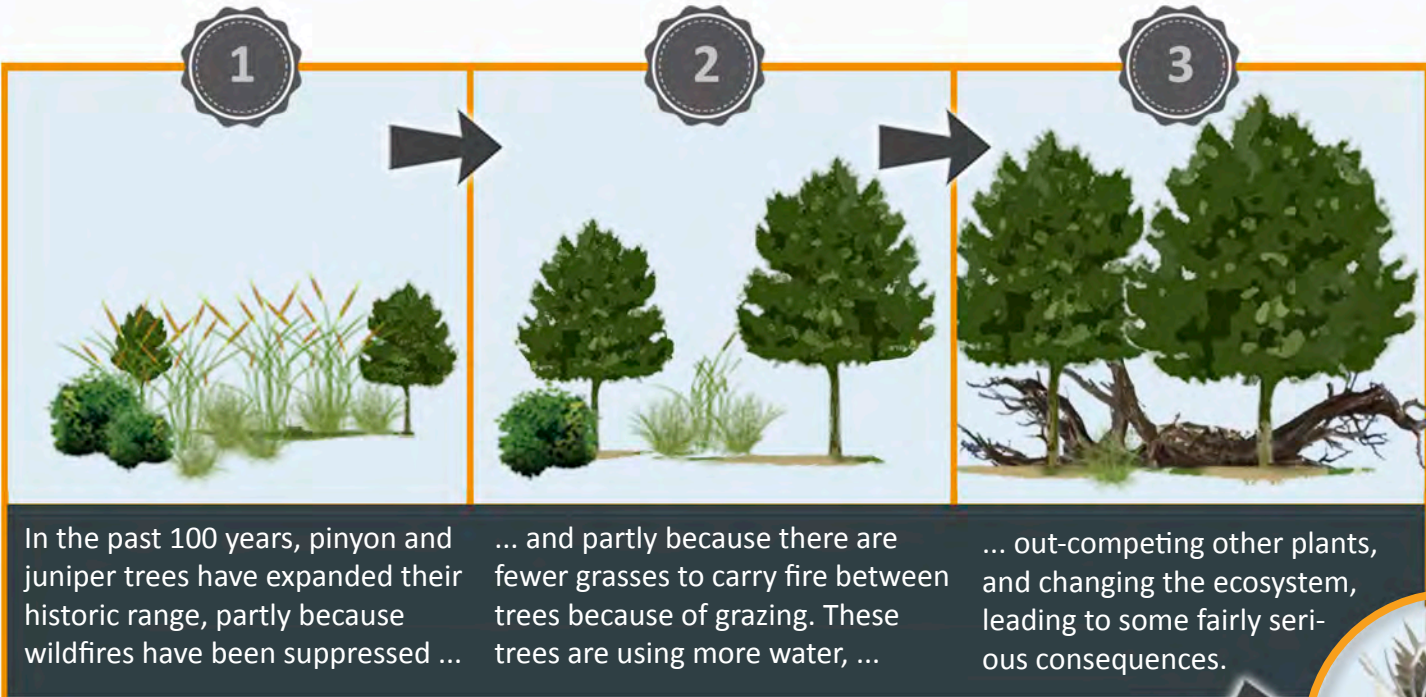 1
2
3
In the past 100 years, pinyon and
juniper trees have expanded their
historic range, partly because
wildfires have been suppressed ...
... and partly because there are
fewer grasses to carry fire between
trees because of grazing. These
trees are using more water, ...
... out-competing other plants,
and changing the ecosystem,
leading to some fairly seri-
ous consequences.